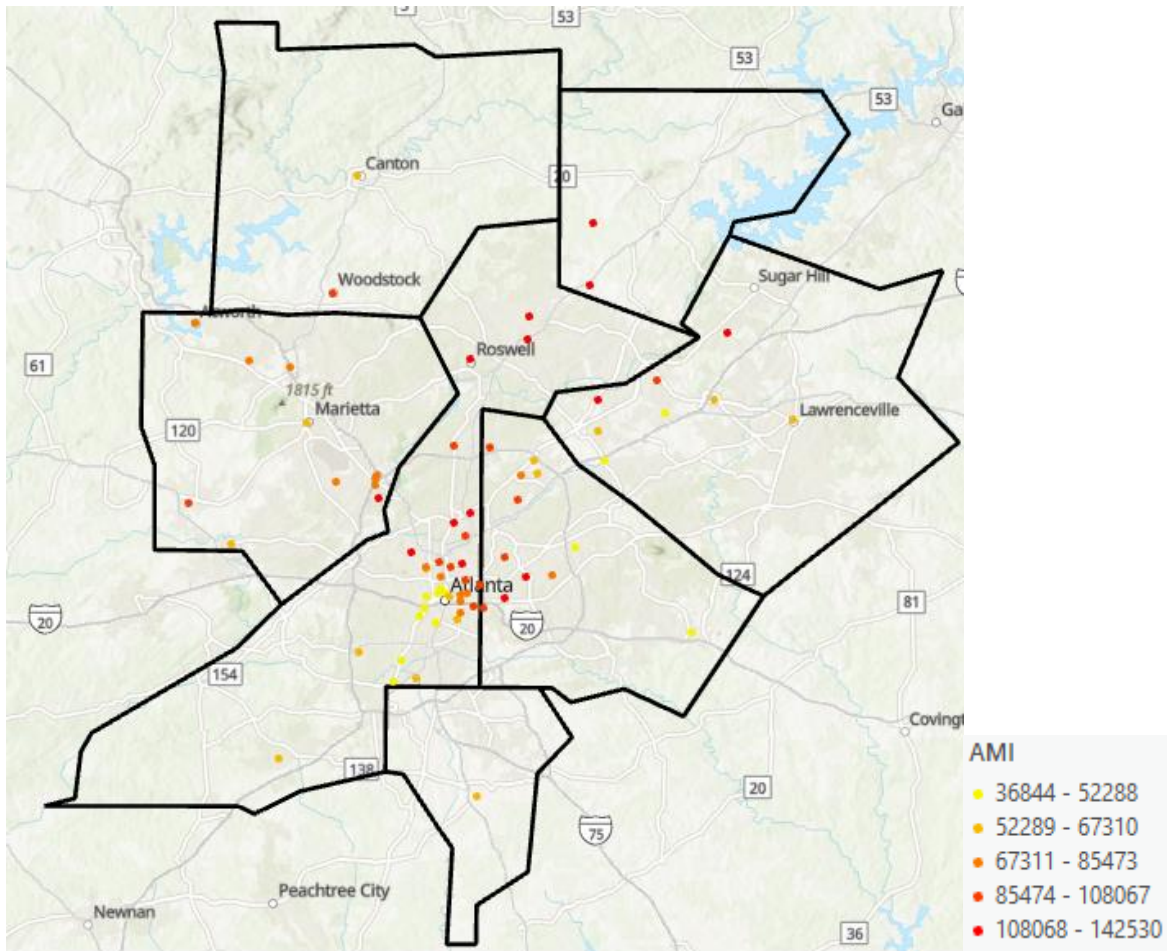 53
53
53
Ga
Canton
20
Woodstock
Sugar Hill
Acworth
61
Roswell
1815 ft
Marietta
120
Lawrenceville
124
Atlanta
20
20
81
154
Covingt
138
20
75
Peachtree City
Newnan
36
AMI
36844 - 52288
52289 - 67310
67311 - 85473
85474 - 108067
108068 - 142530